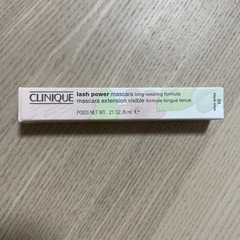 CLINIQUE
lash power mascara long-wearing formula
mascara extension visible formule longue tenue
POIDS NET WT. .21 OZ./6 ml ℮
01